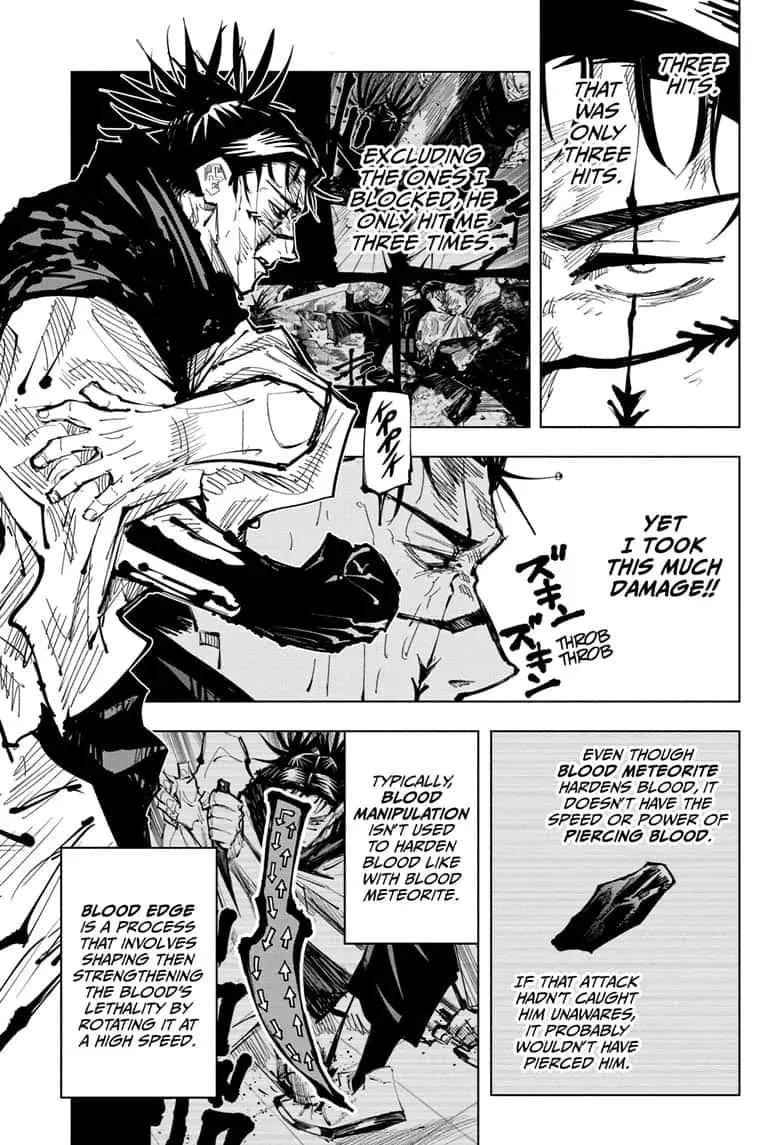 THREE
HITS.
THAT
WAS
ONLY
THREE
HITS.
EXCLUDING
THE ONES I
BLOCKED, HE
ONLY HIT ME
THREE TIMES.
YET
I TOOK
THIS MUCH
DAMAGE!!
ズキン
ズキン
THROB
THROB
EVEN THOUGH
BLOOD METEORITE
HARDENS BLOOD, IT
DOESN'T HAVE THE
SPEED OR POWER OF
PIERCING BLOOD.
IF THAT ATTACK
HADN'T CAUGHT
HIM UNAWARES,
IT PROBABLY
WOULDN'T HAVE
PIERCED HIM.
TYPICALLY,
BLOOD
MANIPULATION
ISN'T USED
TO HARDEN
BLOOD LIKE
WITH BLOOD
METEORITE.
BLOOD EDGE
IS A PROCESS
THAT INVOLVES
SHAPING THEN
STRENGTHENING
THE BLOOD'S
LETHALITY BY
ROTATING IT AT
A HIGH SPEED.